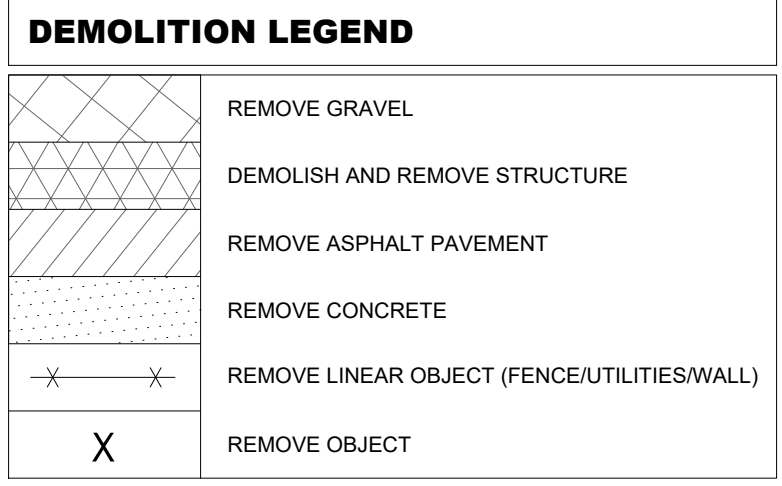 DEMOLITION LEGEND
REMOVE GRAVEL
DEMOLISH AND REMOVE STRUCTURE
REMOVE ASPHALT PAVEMENT
REMOVE CONCRETE
REMOVE LINEAR OBJECT (FENCE/UTILITIES/WALL)
X REMOVE OBJECT